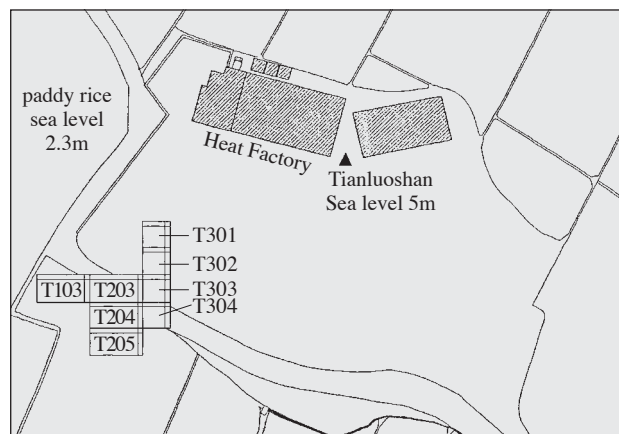 paddy rice
sea level
2.3m
Heat Factory
Tianluoshan
Sea level 5m
T301
T302
T303
T304
T103
T203
T204
T205